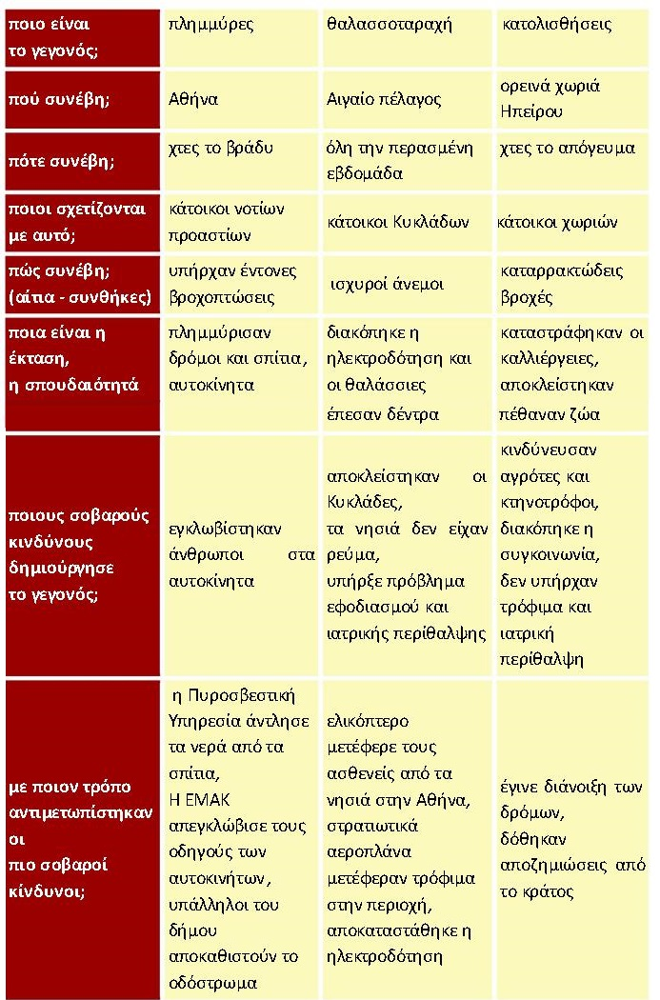 ποιο είναι
το γεγονός;
πλημμύρες
θαλασσοταραχή
κατολισθήσεις
πού συνέβη;
Αθήνα
Αιγαίο πέλαγος
ορεινά χωριά
Ηπείρου
πότε συνέβη;
χτες το βράδυ
όλη την περασμένη
εβδομάδα
χτες το απόγευμα
ποιοι σχετίζονται
με αυτό;
κάτοικοι νοτίων
προαστίων
κάτοικοι Κυκλάδων
κάτοικοι χωριών
πώς συνέβη;
(αίτια - συνθήκες)
υπήρχαν έντονες
βροχοπτώσεις
ισχυροί άνεμοι
καταρρακτώδεις
βροχές
ποια είναι η
έκταση,
η σπουδαιότητά
πλημμύρισαν
δρόμοι και σπίτια,
αυτοκίνητα
διακόπηκε η
ηλεκτροδότηση και
οι θαλάσσιες
έπεσαν δέντρα
καταστράφηκαν οι
καλλιέργειες,
αποκλείστηκαν
πέθαναν ζώα
ποιους σοβαρούς
κινδύνους
δημιούργησε
το γεγονός;
εγκλωβίστηκαν
άνθρωποι στα
αυτοκίνητα
αποκλείστηκαν οι
Κυκλάδες,
τα νησιά δεν είχαν
ρεύμα,
υπήρξε πρόβλημα
εφοδιασμού και
ιατρικής περίθαλψης
κινδύνευσαν
αγρότες και
κτηνοτρόφοι,
διακόπηκε η
συγκοινωνία,
δεν υπήρχαν
τρόφιμα και
ιατρική
περίθαλψη
με ποιον τρόπο
αντιμετωπίστηκαν
οι
πιο σοβαροί
κίνδυνοι;
η Πυροσβεστική
Υπηρεσία άντλησε
τα νερά από τα
σπίτια,
Η ΕΜΑΚ
απεγκλώβισε τους
οδηγούς των
αυτοκινήτων,
υπάλληλοι του
δήμου
αποκαθιστούν το
οδόστρωμα
ελικόπτερο
μετέφερε τους
ασθενείς από τα
νησιά στην Αθήνα,
στρατιωτικά
αεροπλάνα
μετέφεραν τρόφιμα
στην περιοχή,
αποκαταστάθηκε η
ηλεκτροδότηση
έγινε διάνοιξη των
δρόμων,
δόθηκαν
αποζημιώσεις από
το κράτος